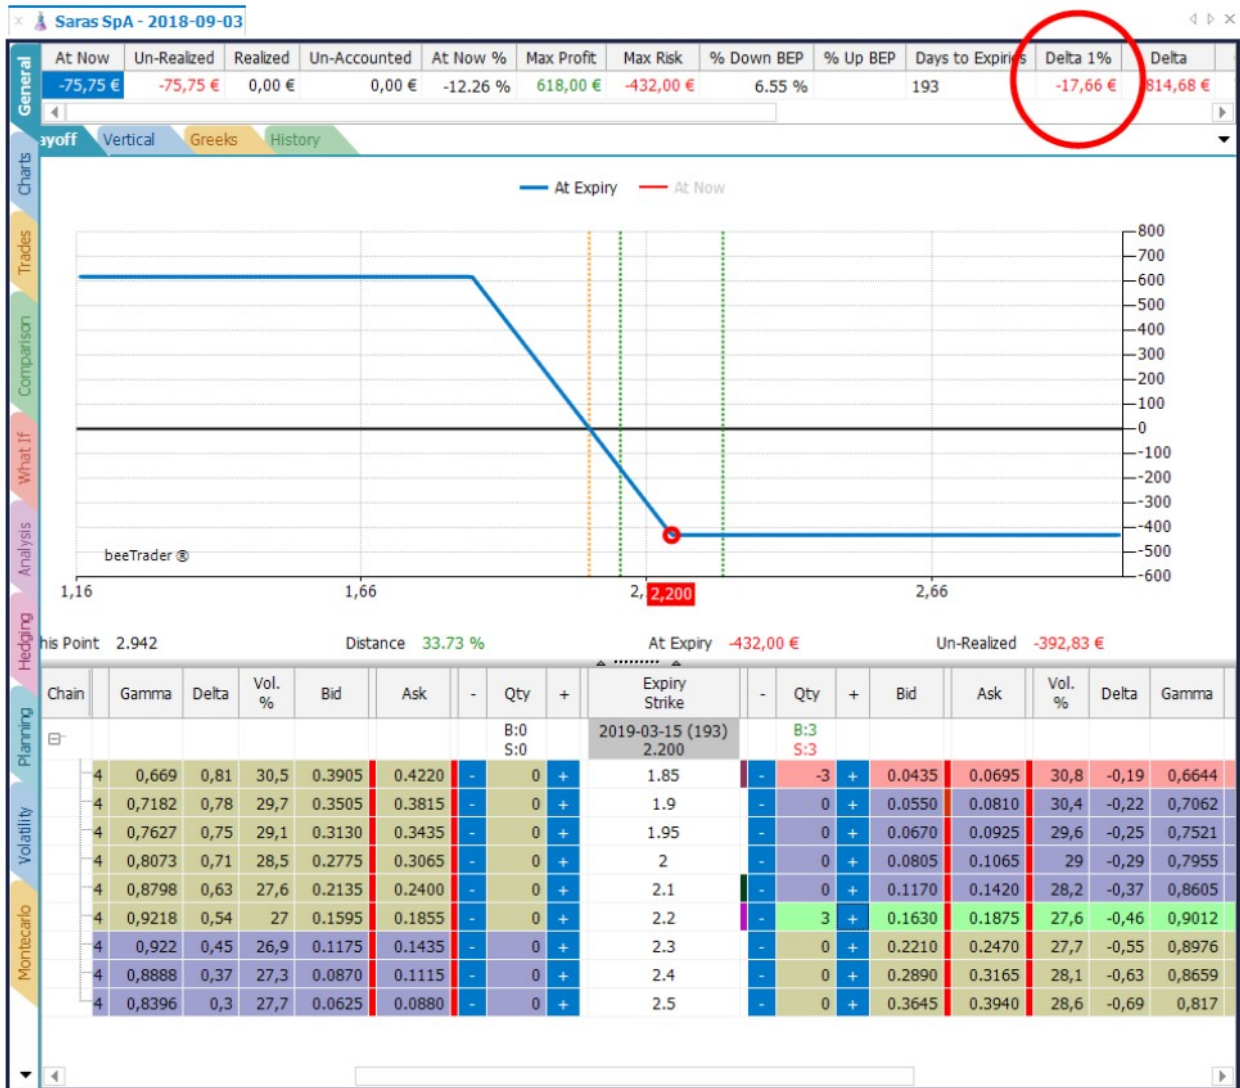 Saras SpA - 2018-09-03
At Now Un-Realized Realized Un-Accounted At Now % Max Profit Max Risk % Down BEP % Up BEP Days to Expiries Delta 1% Delta
-75,75 € -75,75 € 0,00 € 0,00 € -12.26 % 618,00 € -432,00 € 6.55 % 193 -17,66 € 814,68 €
General
Charts
Trades
Comparison
What If
Analysis
Hedging
Planning
Volatility
Montecarlo
ayoff Vertical Greeks History
At Expiry At Now
800
700
600
500
400
300
200
100
0
-100
-200
-300
-400
-500
-600
beeTrader ®
1,16 1,66 2, 2,200 2,66
his Point 2.942 Distance 33.73 % At Expiry -432,00 € Un-Realized -392,83 €
Chain Gamma Delta Vol. % Bid Ask - Qty + Expiry Strike - Qty + Bid Ask Vol. % Delta Gamma
B:0 2019-03-15 (193) B:3
S:0 2.200 S:3
4 0,669 0,81 30,5 0.3905 0.4220 - 0 + 1.85 - -3 + 0.0435 0.0695 30,8 -0,19 0,6644
4 0,7182 0,78 29,7 0.3505 0.3815 - 0 + 1.9 - 0 + 0.0550 0.0810 30,4 -0,22 0,7062
4 0,7627 0,75 29,1 0.3130 0.3435 - 0 + 1.95 - 0 + 0.0670 0.0925 29,6 -0,25 0,7521
4 0,8073 0,71 28,5 0.2775 0.3065 - 0 + 2 - 0 + 0.0805 0.1065 29 -0,29 0,7955
4 0,8798 0,63 27,6 0.2135 0.2400 - 0 + 2.1 - 0 + 0.1170 0.1420 28,2 -0,37 0,8605
4 0,9218 0,54 27 0.1595 0.1855 - 0 + 2.2 - 3 + 0.1630 0.1875 27,6 -0,46 0,9012
4 0,922 0,45 26,9 0.1175 0.1435 - 0 + 2.3 - 0 + 0.2210 0.2470 27,7 -0,55 0,8976
4 0,8888 0,37 27,3 0.0870 0.1115 - 0 + 2.4 - 0 + 0.2890 0.3165 28,1 -0,63 0,8659
4 0,8396 0,3 27,7 0.0625 0.0880 - 0 + 2.5 - 0 + 0.3645 0.3940 28,6 -0,69 0,817